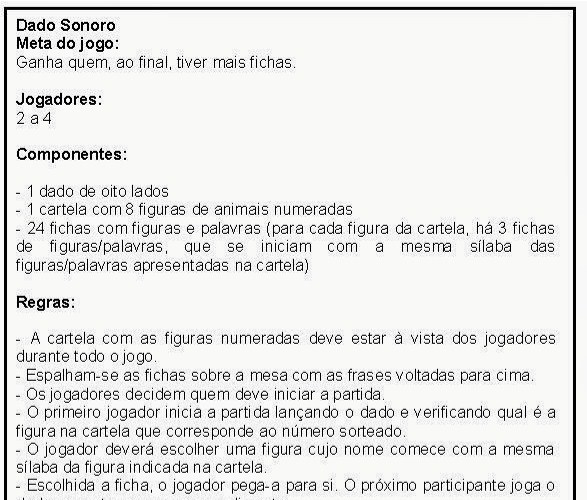 Dado Sonoro
Meta do jogo:
Ganha quem, ao final, tiver mais fichas.
Jogadores:
2 a 4
Componentes:
- 1 dado de oito lados
- 1 cartela com 8 figuras de animais numeradas
- 24 fichas com figuras e palavras (para cada figura da cartela, há 3 fichas
de figuras/palavras, que se iniciam com a mesma sílaba das
figuras/palavras apresentadas na cartela)
Regras:
- A cartela com as figuras numeradas deve estar à vista dos jogadores
durante todo o jogo.
- Espalham-se as fichas sobre a mesa com as frases voltadas para cima.
- Os jogadores decidem quem deve iniciar a partida.
- O primeiro jogador inicia a partida lançando o dado e verificando qual é a
figura na cartela que corresponde ao número sorteado.
- O jogador deverá escolher uma figura cujo nome comece com a mesma
sílaba da figura indicada na cartela.
- Escolhida a ficha, o jogador pega-a para si. O próximo participante joga o